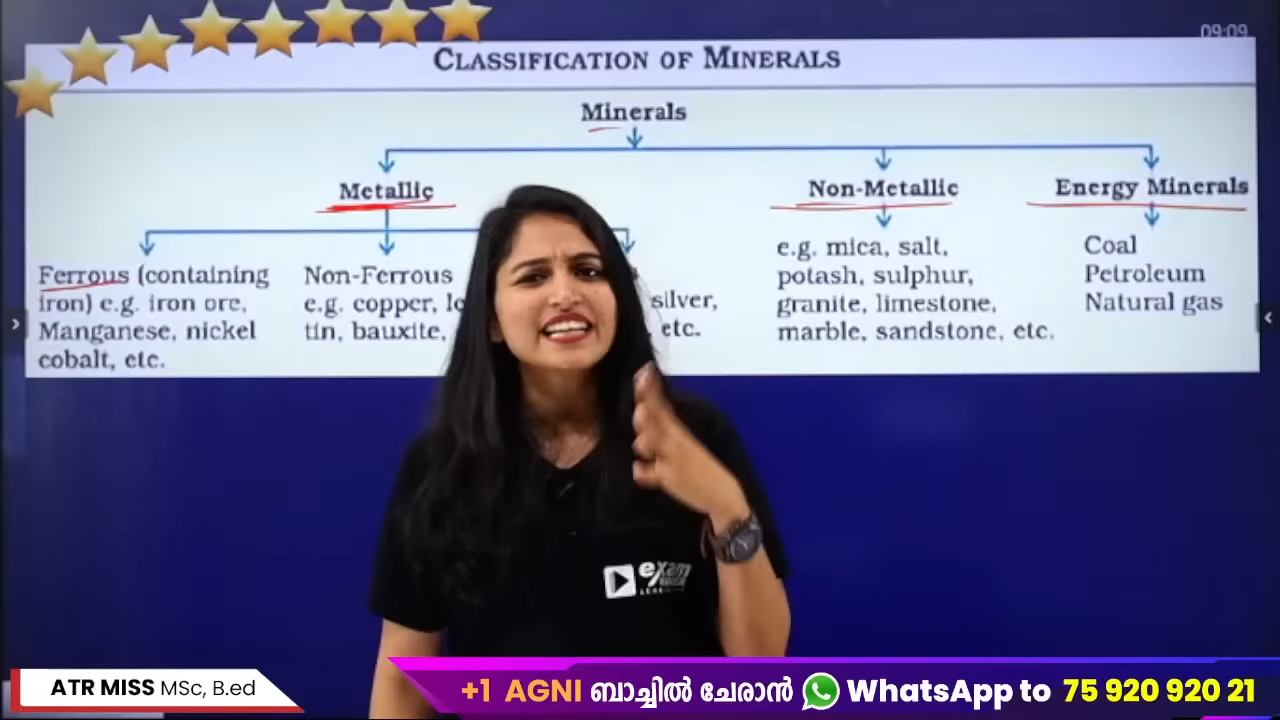 09:09
CLASSIFICATION OF MINERALS
Minerals
Metallic
Non-Metallic
Energy Minerals
Ferrous (containing
iron) e.g. iron ore,
Manganese, nickel
cobalt, etc.
Non-Ferrous
e.g. copper,
tin, bauxite,
silver,
etc.
e.g. mica, salt,
potash, sulphur,
granite, limestone,
marble, sandstone, etc.
Coal
Petroleum
Natural gas
exam
ATR MISS MSc, B.ed
+1 AGNI ബാച്ചിൽ ചേരാൻ WhatsApp to 75 920 920 21